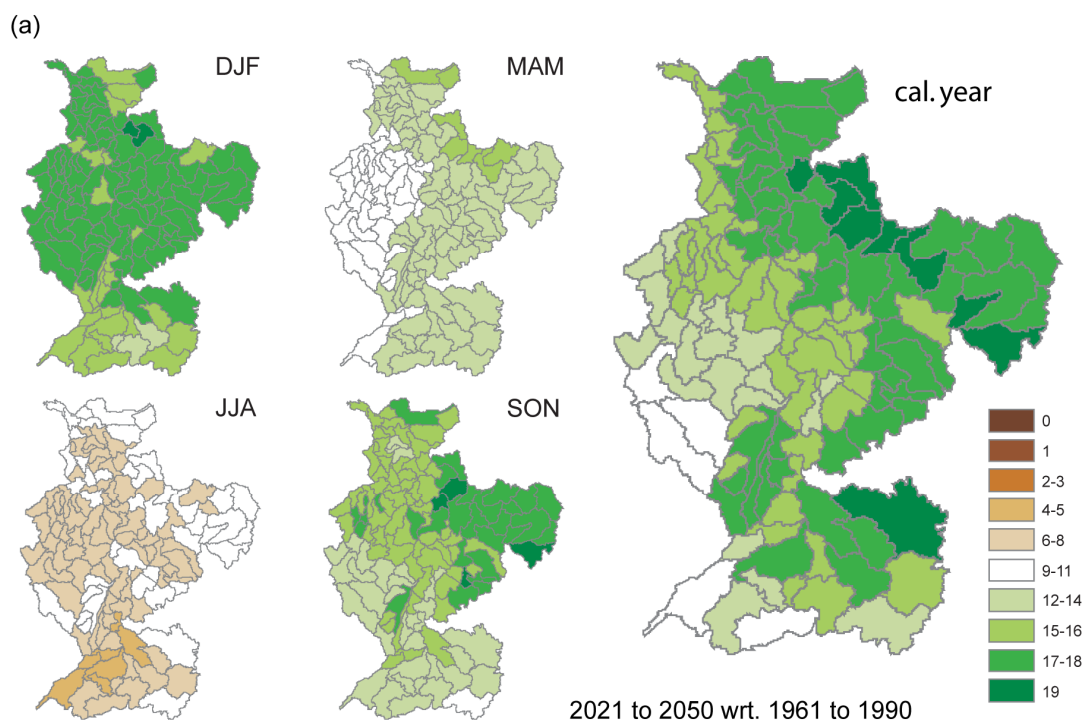 (a)
DJF
MAM
cal. year
JJA
SON
0
1
2-3
4-5
6-8
9-11
12-14
15-16
17-18
19
2021 to 2050 wrt. 1961 to 1990